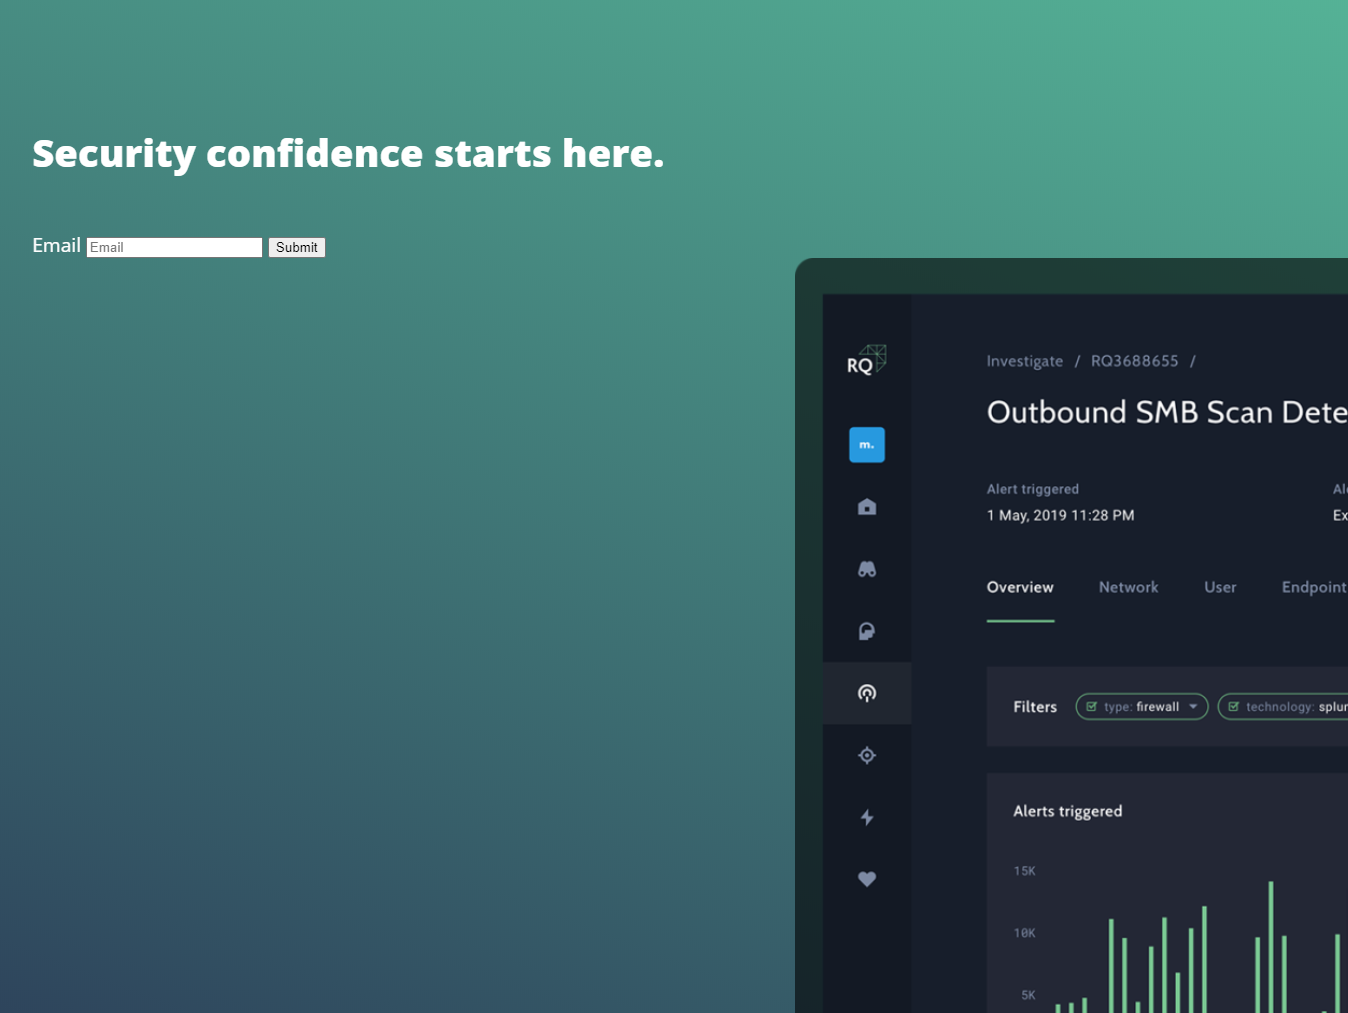 Security confidence starts here.
Email Email Submit
RQ
Investigate / RQ3688655 /
Outbound SMB Scan Dete
m.
Alert triggered Al
1 May, 2019 11:28 PM Ex
Overview Network User Endpoint
Filters type: firewall technology: splun
Alerts triggered
15K
10K
5K